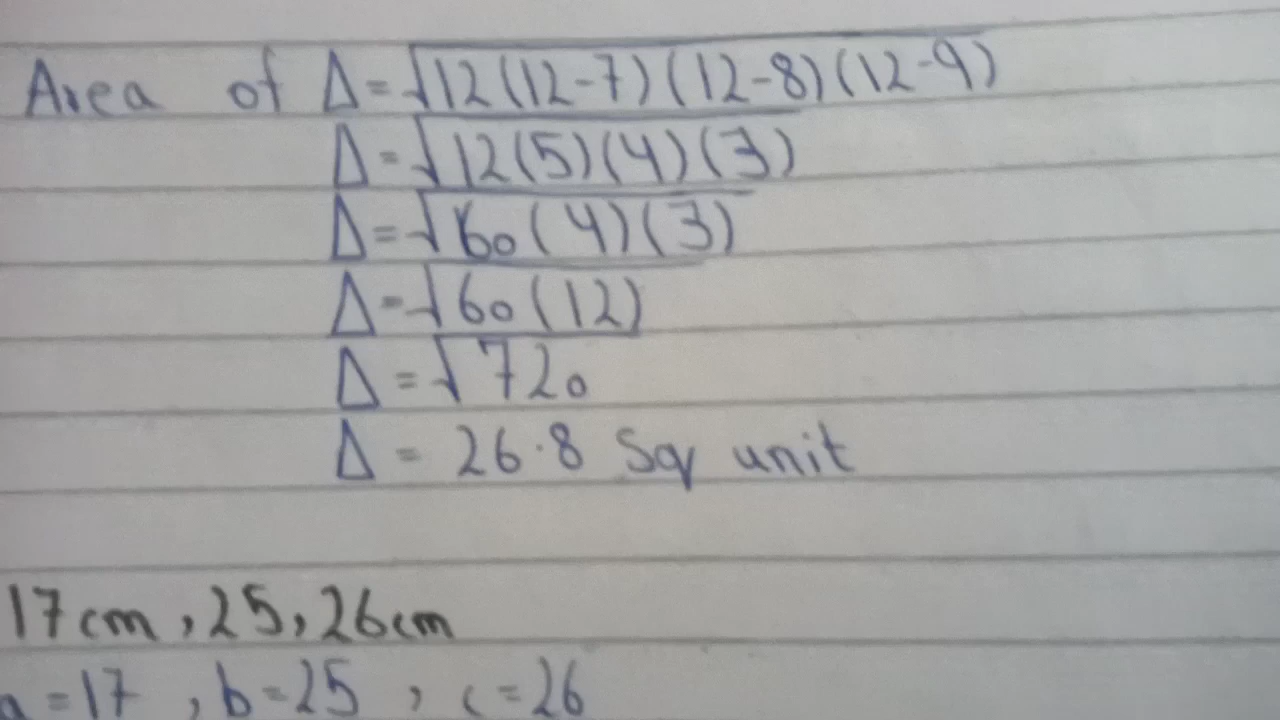 Area of Δ = √12(12-7)(12-8)(12-9)
Δ = √12(5)(4)(3)
Δ = √60(4)(3)
Δ = √60(12)
Δ = √720
Δ = 26.8 Sq unit
17cm, 25, 26cm
a=17, b=25, c=26